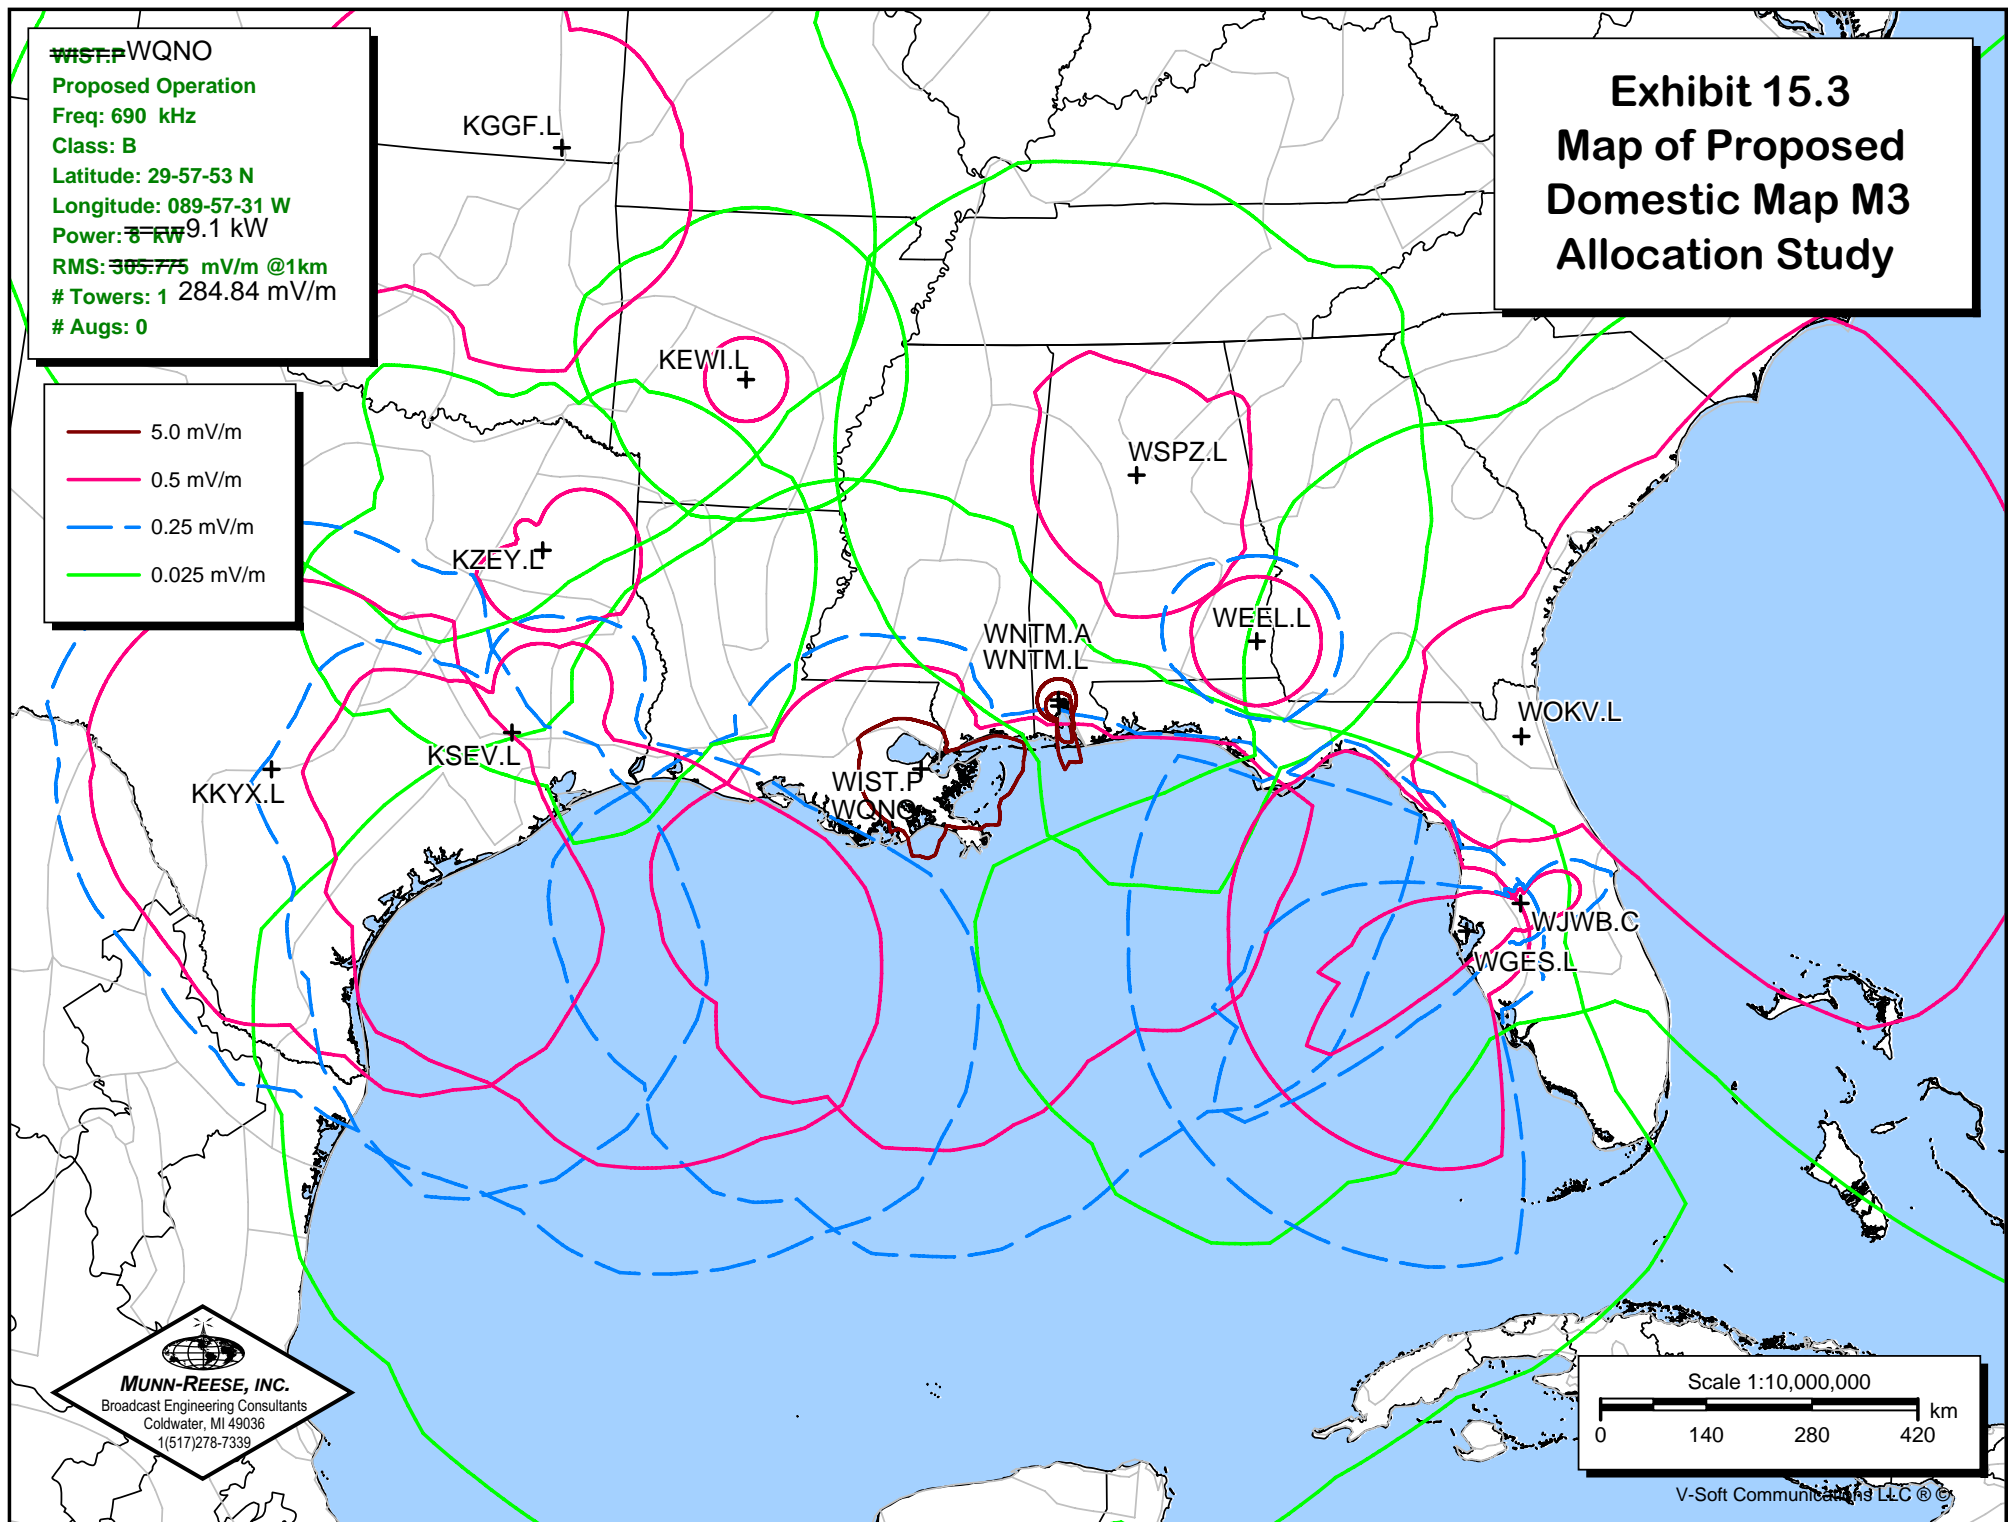 WIST.P WQNO
Proposed Operation
Freq: 690 kHz
Class: B
Latitude: 29-57-53 N
Longitude: 089-57-31 W
Power: 8 kW 9.1 kW
RMS: 305.775 mV/m @1km
# Towers: 1 284.84 mV/m
# Augs: 0
Exhibit 15.3
Map of Proposed
Domestic Map M3
Allocation Study
5.0 mV/m
0.5 mV/m
0.25 mV/m
0.025 mV/m
KGGF.L
KEWI.L
WSPZ.L
KZEY.L
WEEL.L
WNTM.A
WNTM.L
WOKV.L
KSEV.L
KKYX.L
WIST.P
WQNO
WJWB.C
WGES.L
MUNN-REESE, INC.
Broadcast Engineering Consultants
Coldwater, MI 49036
1(517)278-7339
Scale 1:10,000,000
km
0 140 280 420
V-Soft Communications LLC ® ©